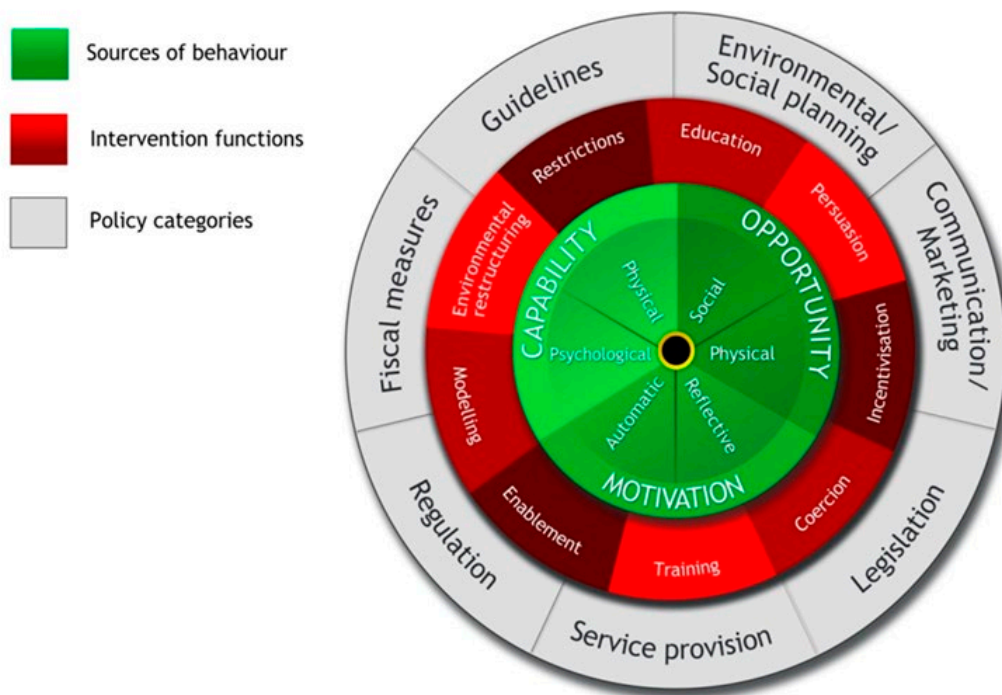 Sources of behaviour
Intervention functions
Policy categories
Guidelines
Environmental/
Social planning
Communication/
Marketing
Legislation
Service provision
Regulation
Fiscal measures
Restrictions
Education
Persuasion
Incentivisation
Coercion
Training
Enablement
Modelling
Environmental
restructuring
CAPABILITY
OPPORTUNITY
MOTIVATION
Physical
Social
Physical
Reflective
Automatic
Psychological